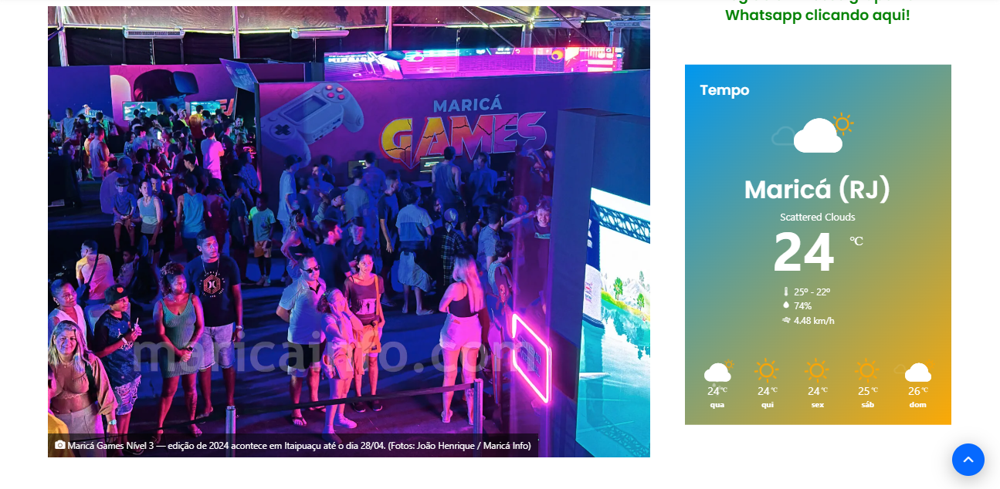 Whatsapp clicando aqui!
MARICÁ
GAMES
maricainfo.com
Maricá Games Nível 3 — edição de 2024 acontece em Itaipuaçu até o dia 28/04. (Fotos: João Henrique / Maricá Info)
Tempo
Maricá (RJ)
Scattered Clouds
24 ℃
25º - 22º
74%
4.48 km/h
24℃ 24℃ 24℃ 25℃ 26℃
qua qui sex sáb dom